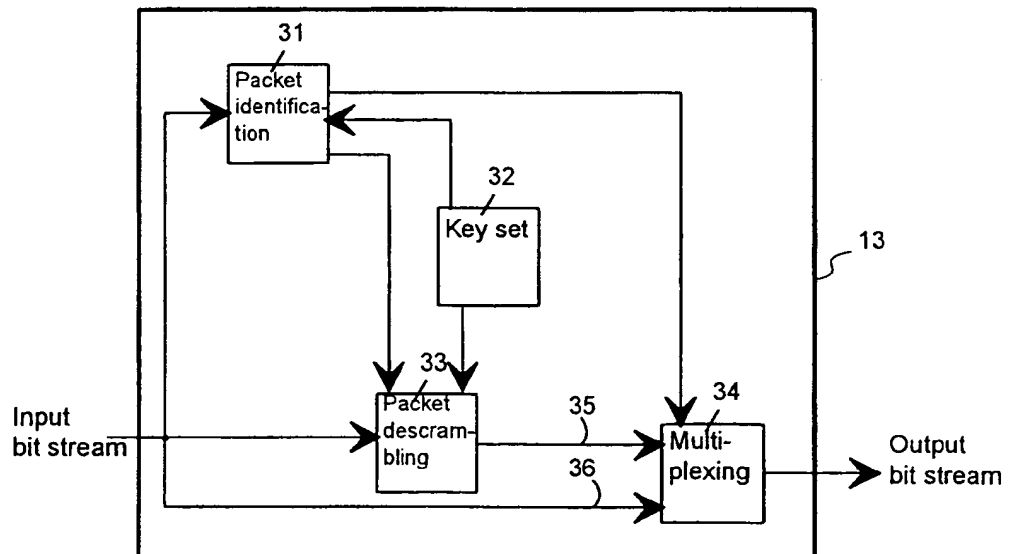 31
Packet
identifica-
tion
32
Key set
13
33
Packet
descram-
bling
35
34
Multi-
plexing
36
Input
bit stream
Output
bit stream